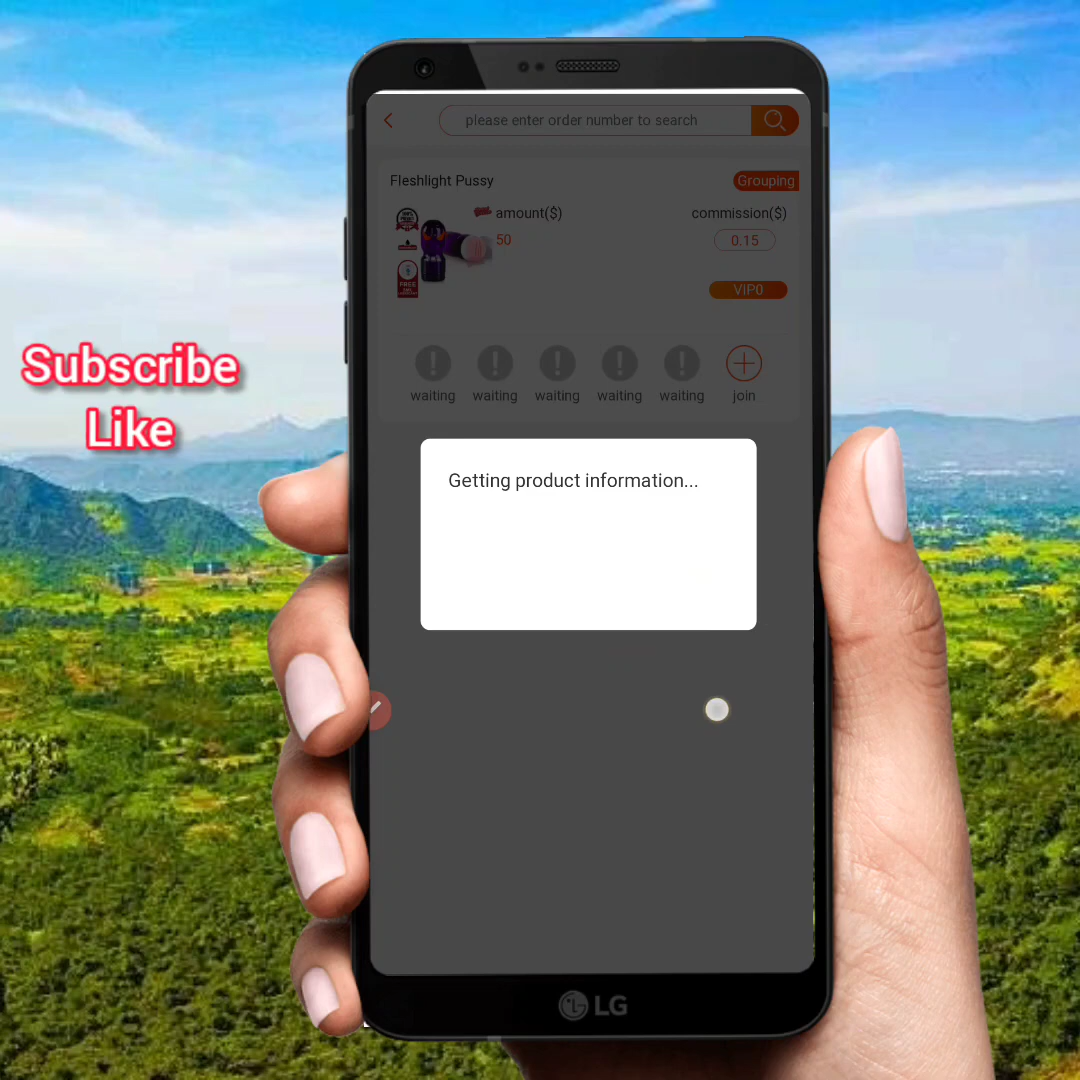 please enter order number to search
Fleshlight Pussy
Grouping
amount($)
commission($)
50
0.15
FREE
VIP0
waiting
waiting
waiting
waiting
waiting
join
Getting product information...
Subscribe
Like
LG